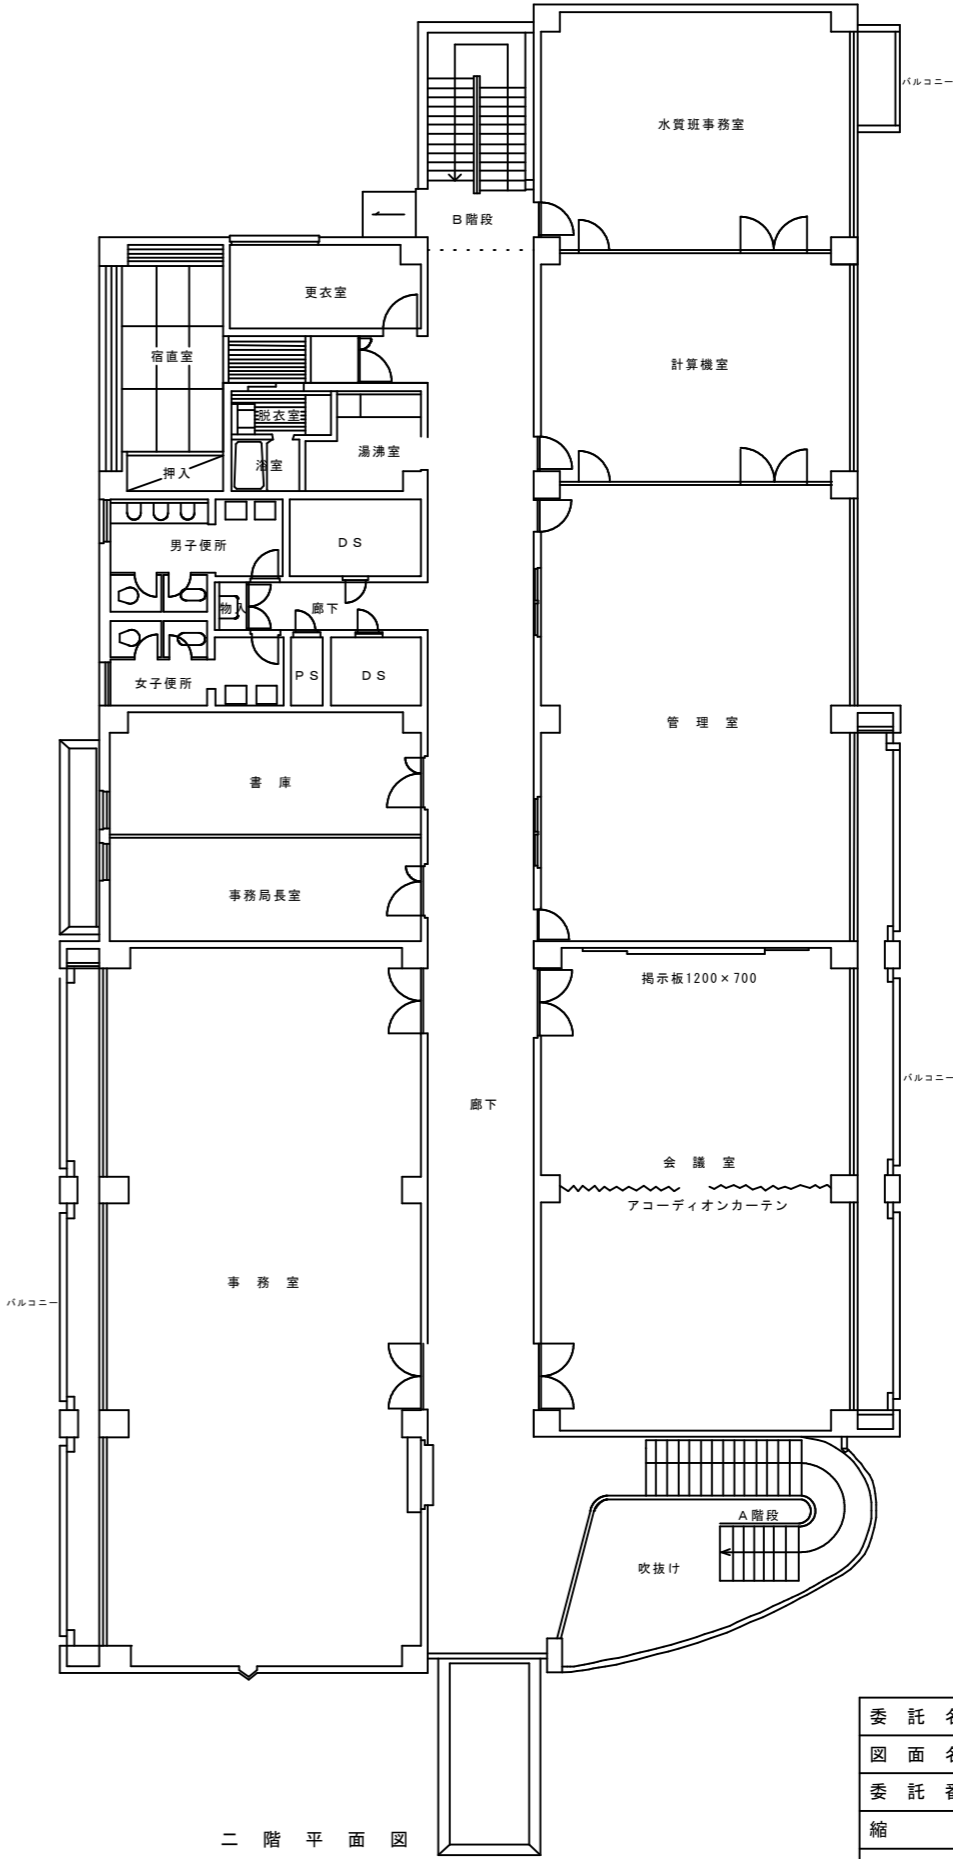 バルコニー
水質班事務室
B階段
更衣室
計算機室
宿直室
脱衣室
湯沸室
浴室
押入
男子便所
DS
物入
廊下
PS
DS
女子便所
管理室
書庫
事務局長室
掲示板1200×700
バルコニー
廊下
会議室
アコーディオンカーテン
事務室
バルコニー
A階段
吹抜け
委託名
図面名
委託番
縮
二階平面図